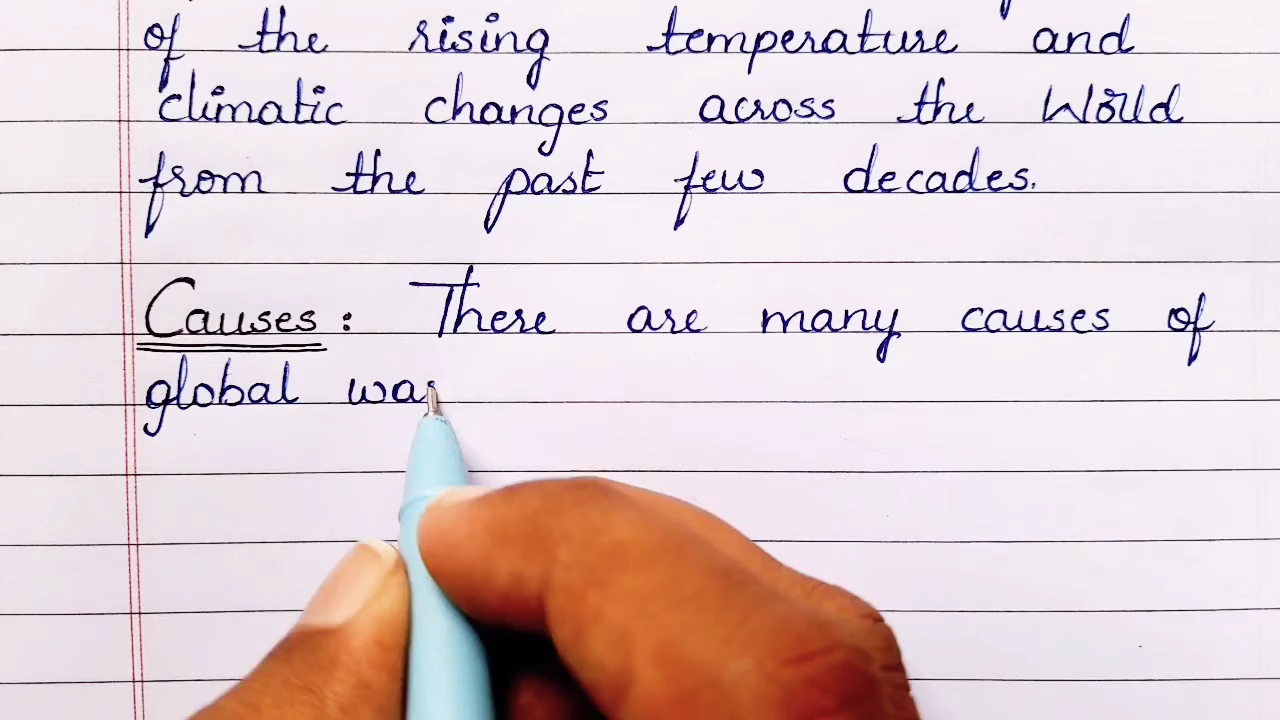 of the rising temperature and
climatic changes across the World
from the past few decades.
Causes: There are many causes of
global wa